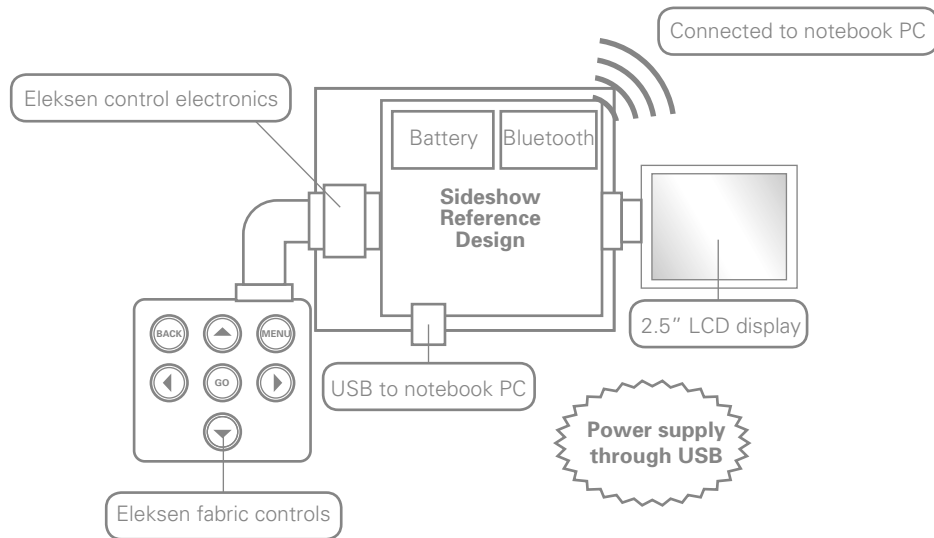 Connected to notebook PC
Eleksen control electronics
Battery
Bluetooth
Sideshow
Reference
Design
BACK
MENU
GO
2.5” LCD display
USB to notebook PC
Power supply
through USB
Eleksen fabric controls